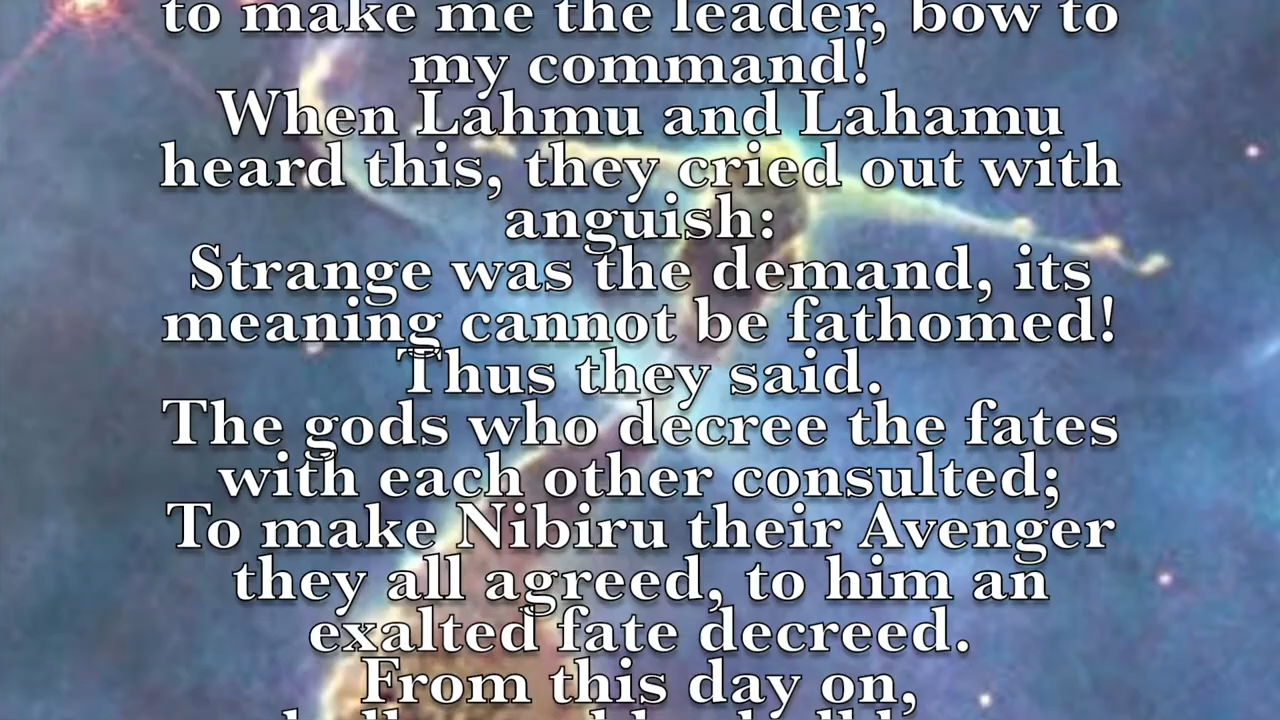 to make me the leader, bow to
my command!
When Lahmu and Lahamu
heard this, they cried out with
anguish:
Strange was the demand, its
meaning cannot be fathomed!
Thus they said.
The gods who decree the fates
with each other consulted;
To make Nibiru their Avenger
they all agreed, to him an
exalted fate decreed.
From this day on,